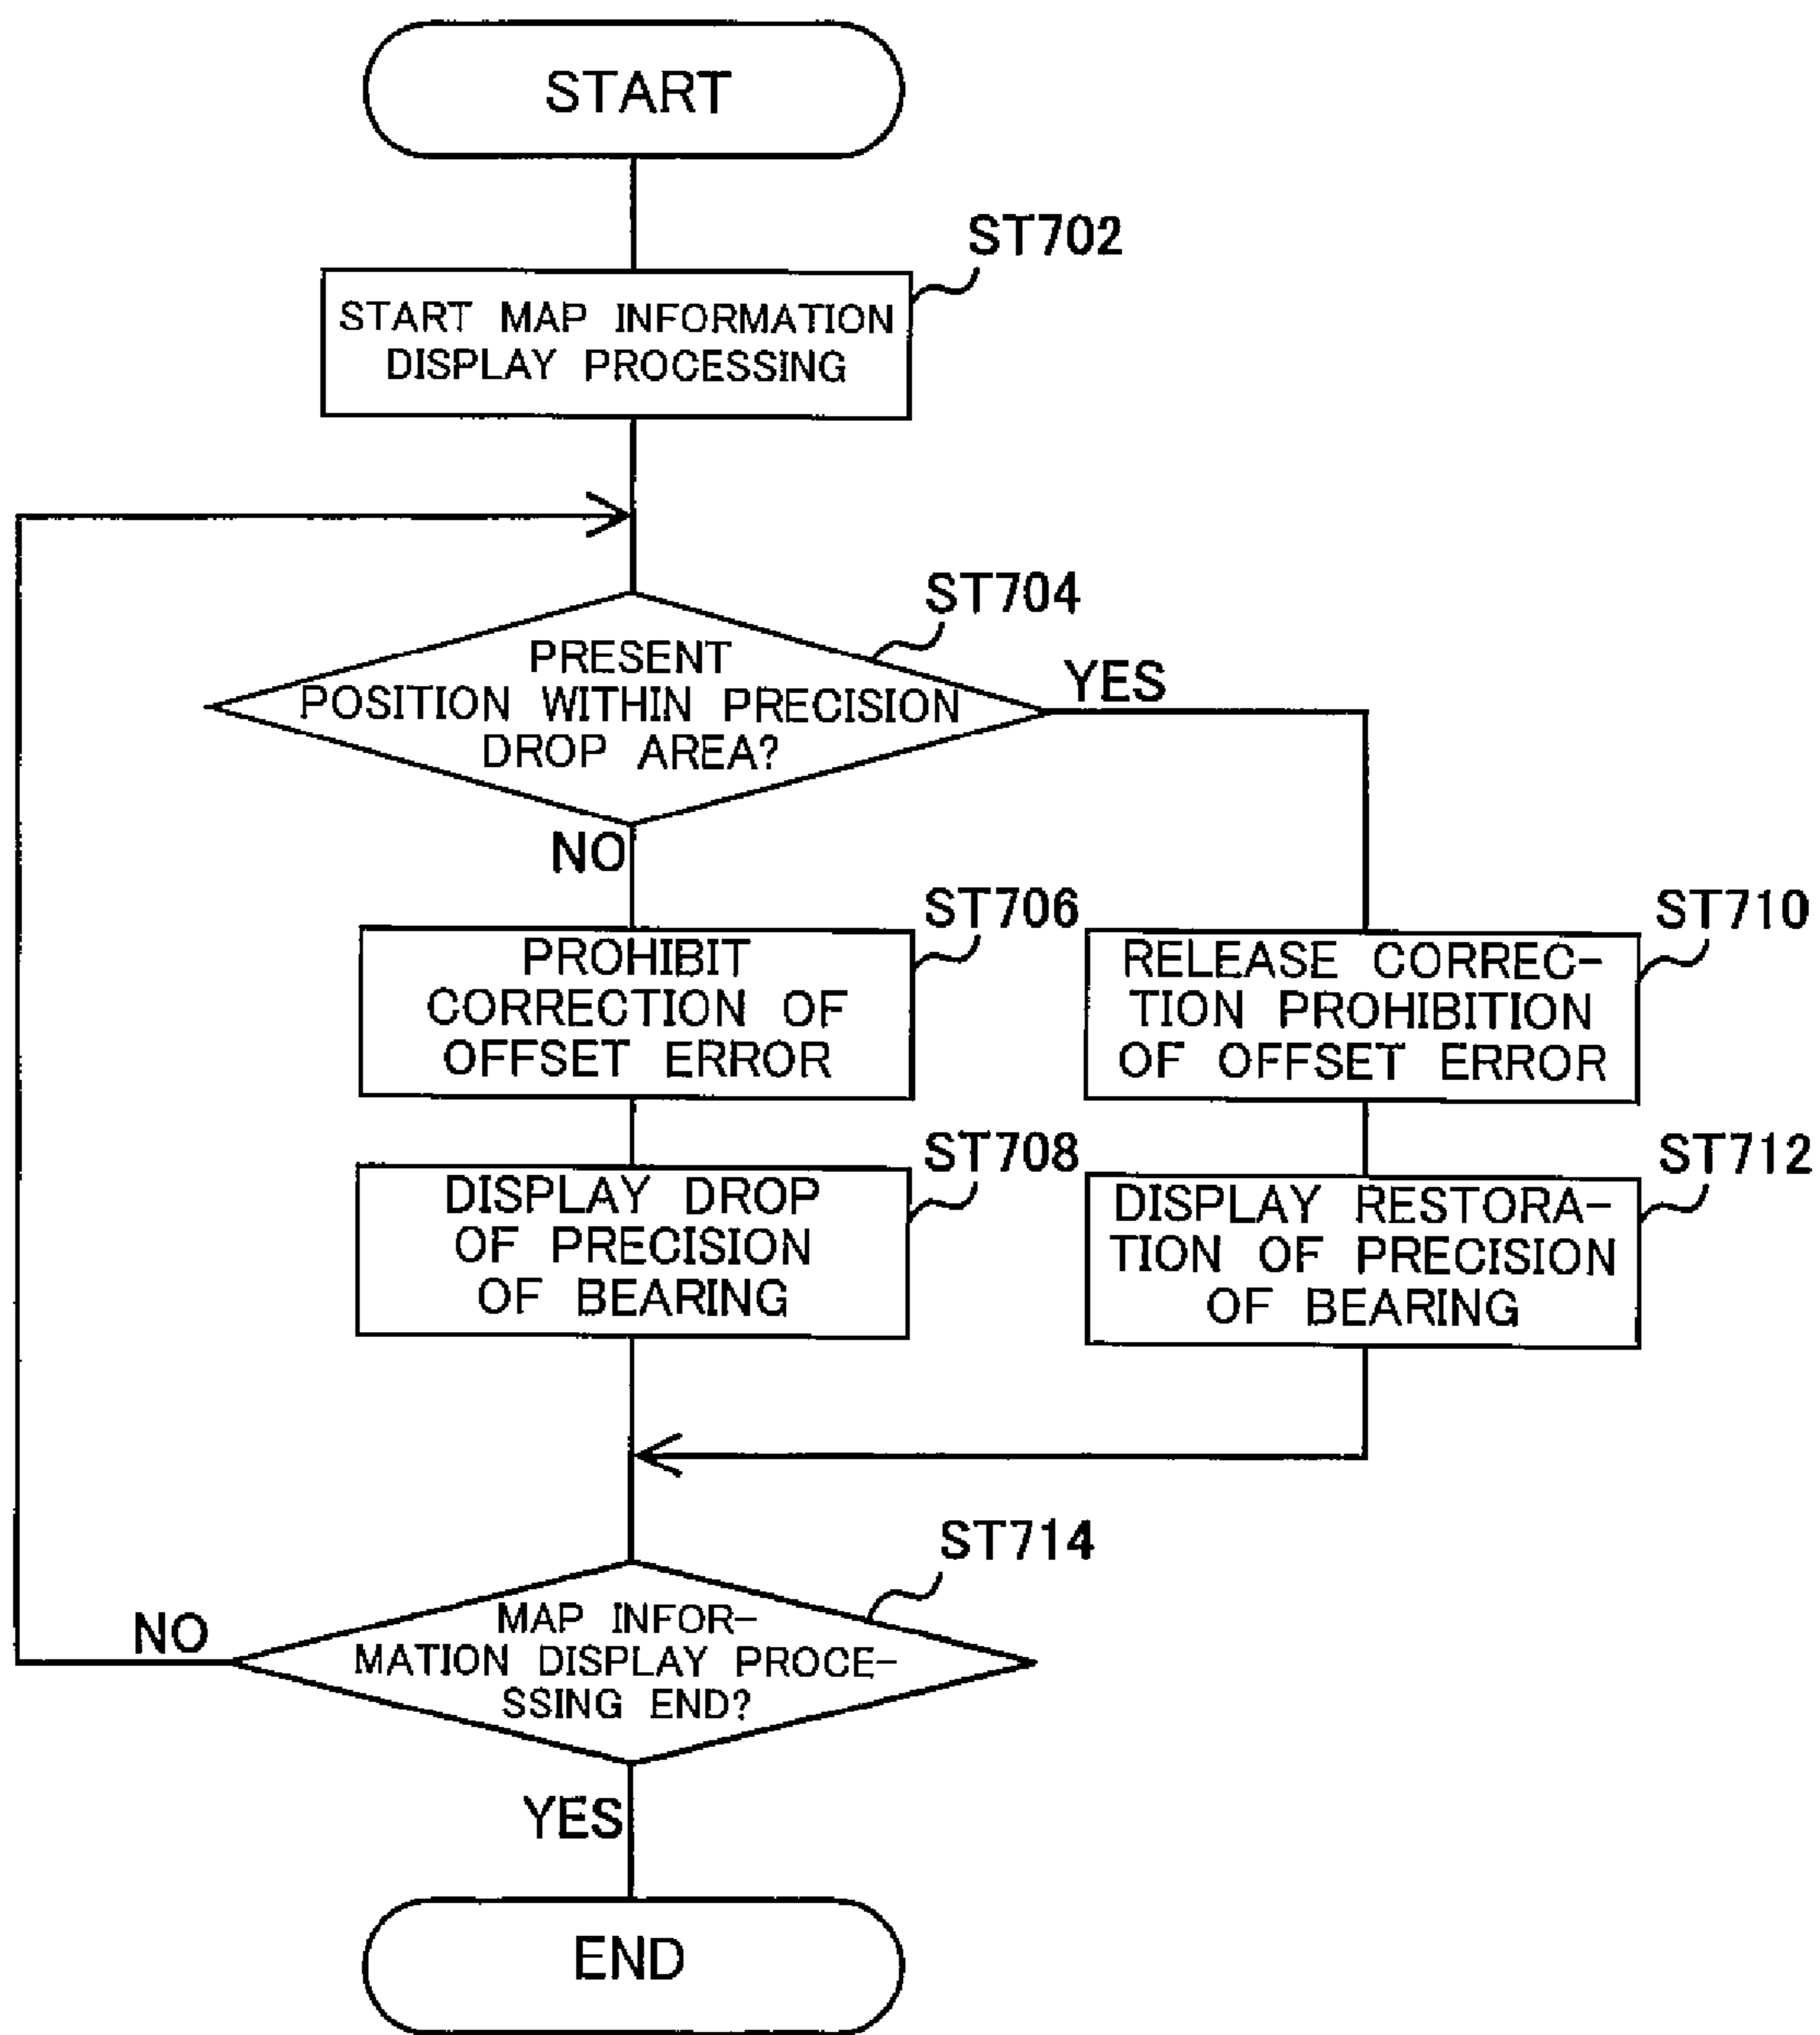 START
ST702
START MAP INFORMATION
DISPLAY PROCESSING
ST704
PRESENT
POSITION WITHIN PRECISION
DROP AREA?
YES
NO
ST706
PROHIBIT
CORRECTION OF
OFFSET ERROR
ST710
RELEASE CORREC-
TION PROHIBITION
OF OFFSET ERROR
ST708
DISPLAY DROP
OF PRECISION
OF BEARING
ST712
DISPLAY RESTORA-
TION OF PRECISION
OF BEARING
ST714
MAP INFOR-
MATION DISPLAY PROCE-
SSING END?
NO
YES
END